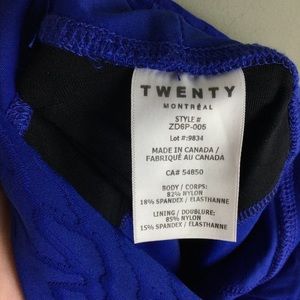 TWENTY
MONTRÉAL
STYLE #
ZD6P-005
Lot #:9834
MADE IN CANADA /
FABRIQUÉ AU CANADA
CA# 54850
BODY / CORPS:
82% NYLON
18% SPANDEX / ELASTHANNE
LINING / DOUBLURE:
85% NYLON
15% SPANDEX / ELASTHANNE